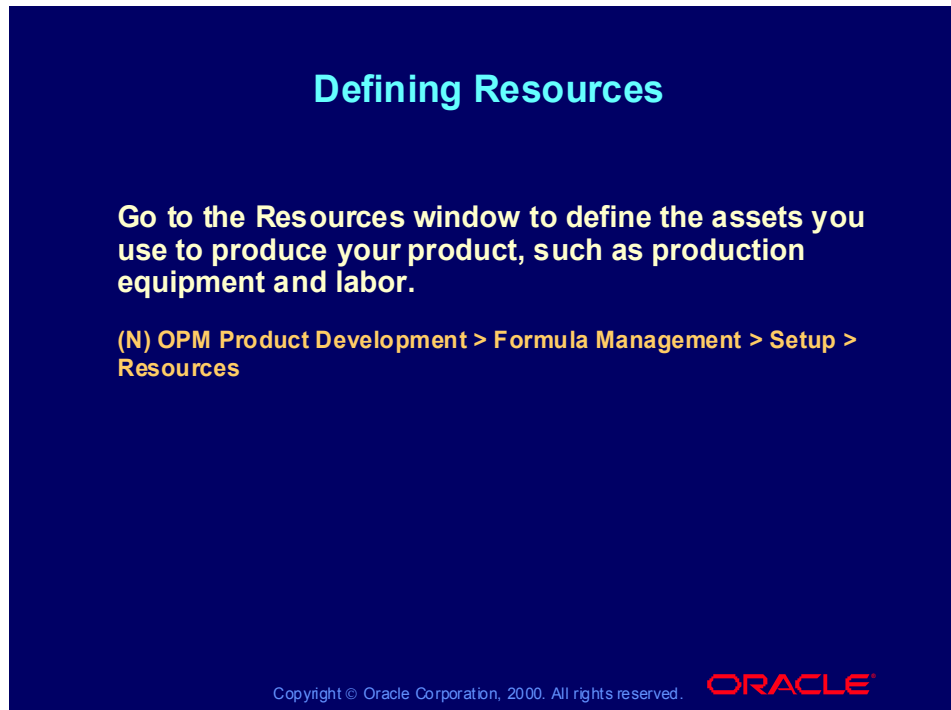 Defining Resources
Go to the Resources window to define the assets you
use to produce your product, such as production
equipment and labor.
(N) OPM Product Development > Formula Management > Setup >
Resources
Copyright © Oracle Corporation, 2000. All rights reserved.
ORACLE®